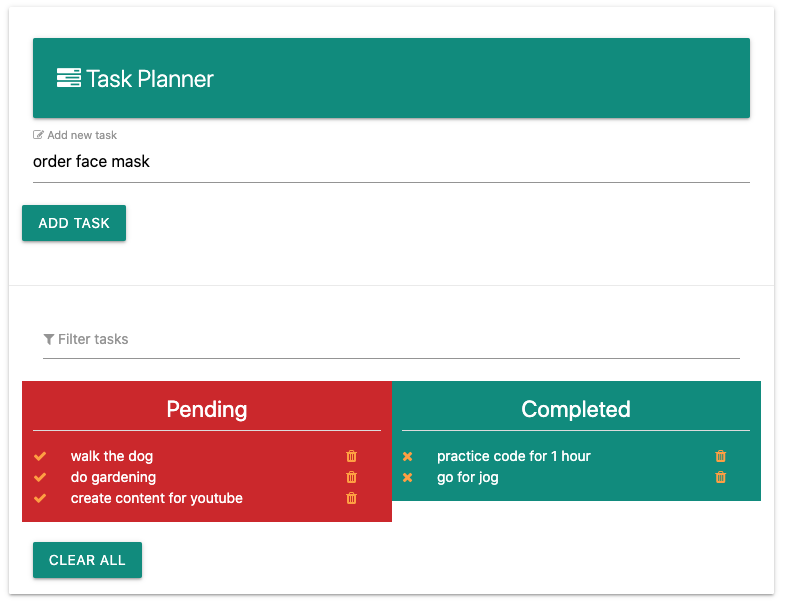 Task Planner
Add new task
order face mask
ADD TASK
Filter tasks
Pending
walk the dog
do gardening
create content for youtube
Completed
practice code for 1 hour
go for jog
CLEAR ALL